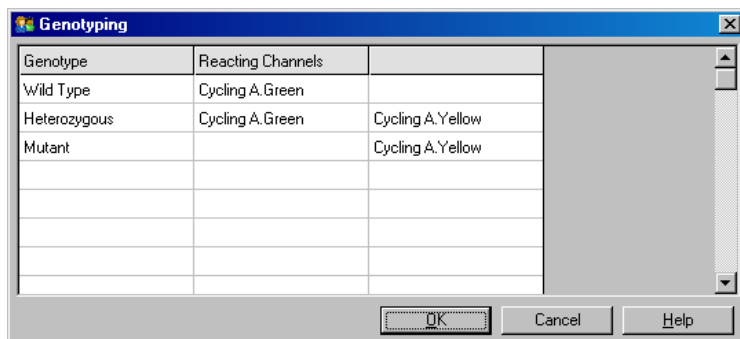 Genotyping
Genotype Reacting Channels
Wild Type Cycling A.Green
Heterozygous Cycling A.Green Cycling A.Yellow
Mutant Cycling A.Yellow
OK Cancel Help